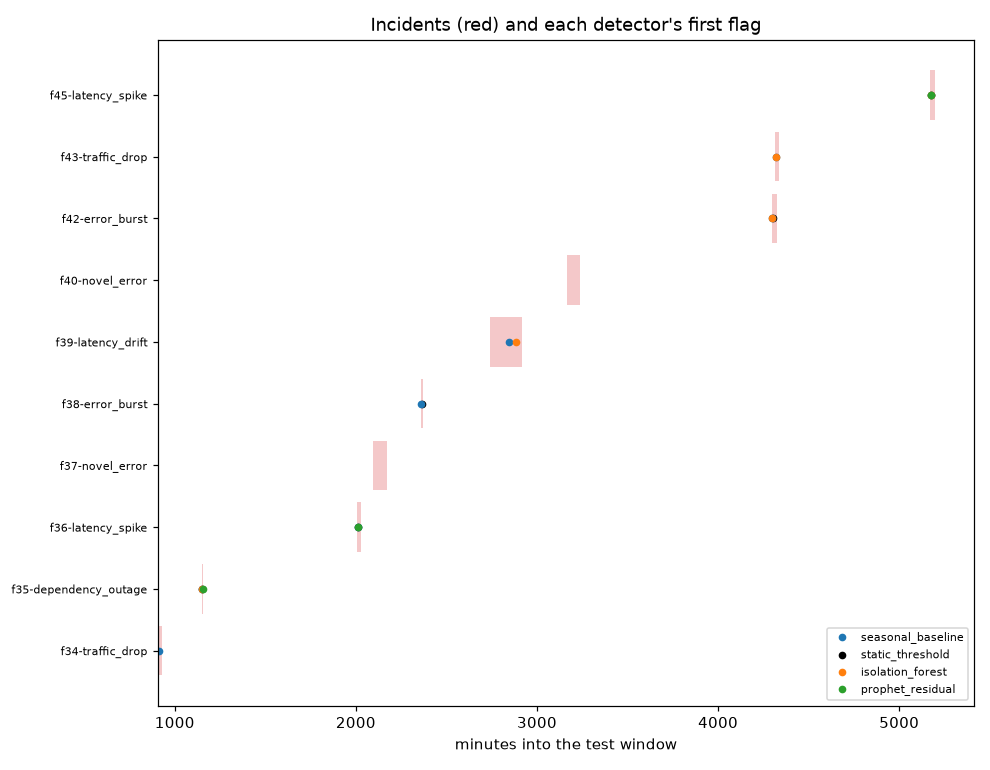 Incidents (red) and each detector's first flag
f45-latency_spike
f43-traffic_drop
f42-error_burst
f40-novel_error
f39-latency_drift
f38-error_burst
f37-novel_error
f36-latency_spike
f35-dependency_outage
f34-traffic_drop
seasonal_baseline
static_threshold
isolation_forest
prophet_residual
1000 2000 3000 4000 5000
minutes into the test window